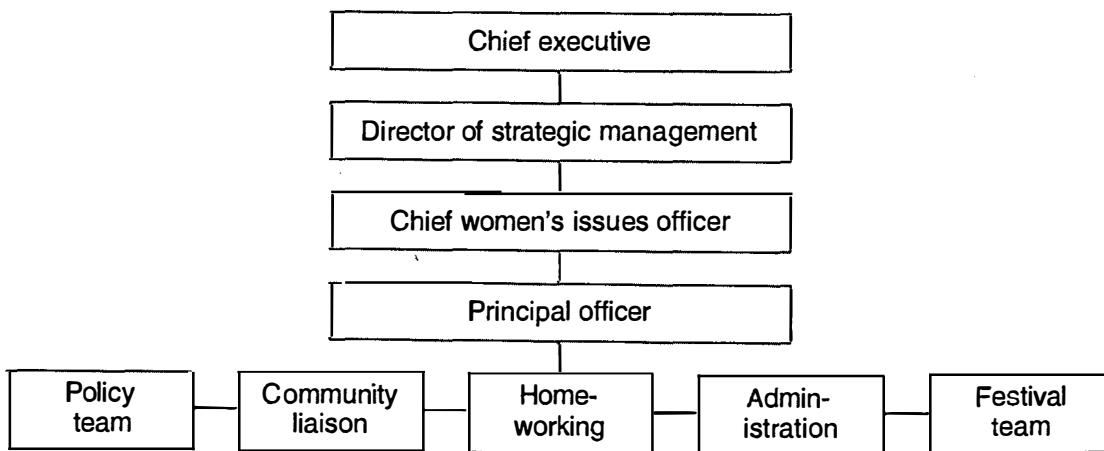 Chief executive
Director of strategic management
Chief women's issues officer
Principal officer
Policy
team
Community
liaison
Home-
working
Admin-
istration
Festival
team